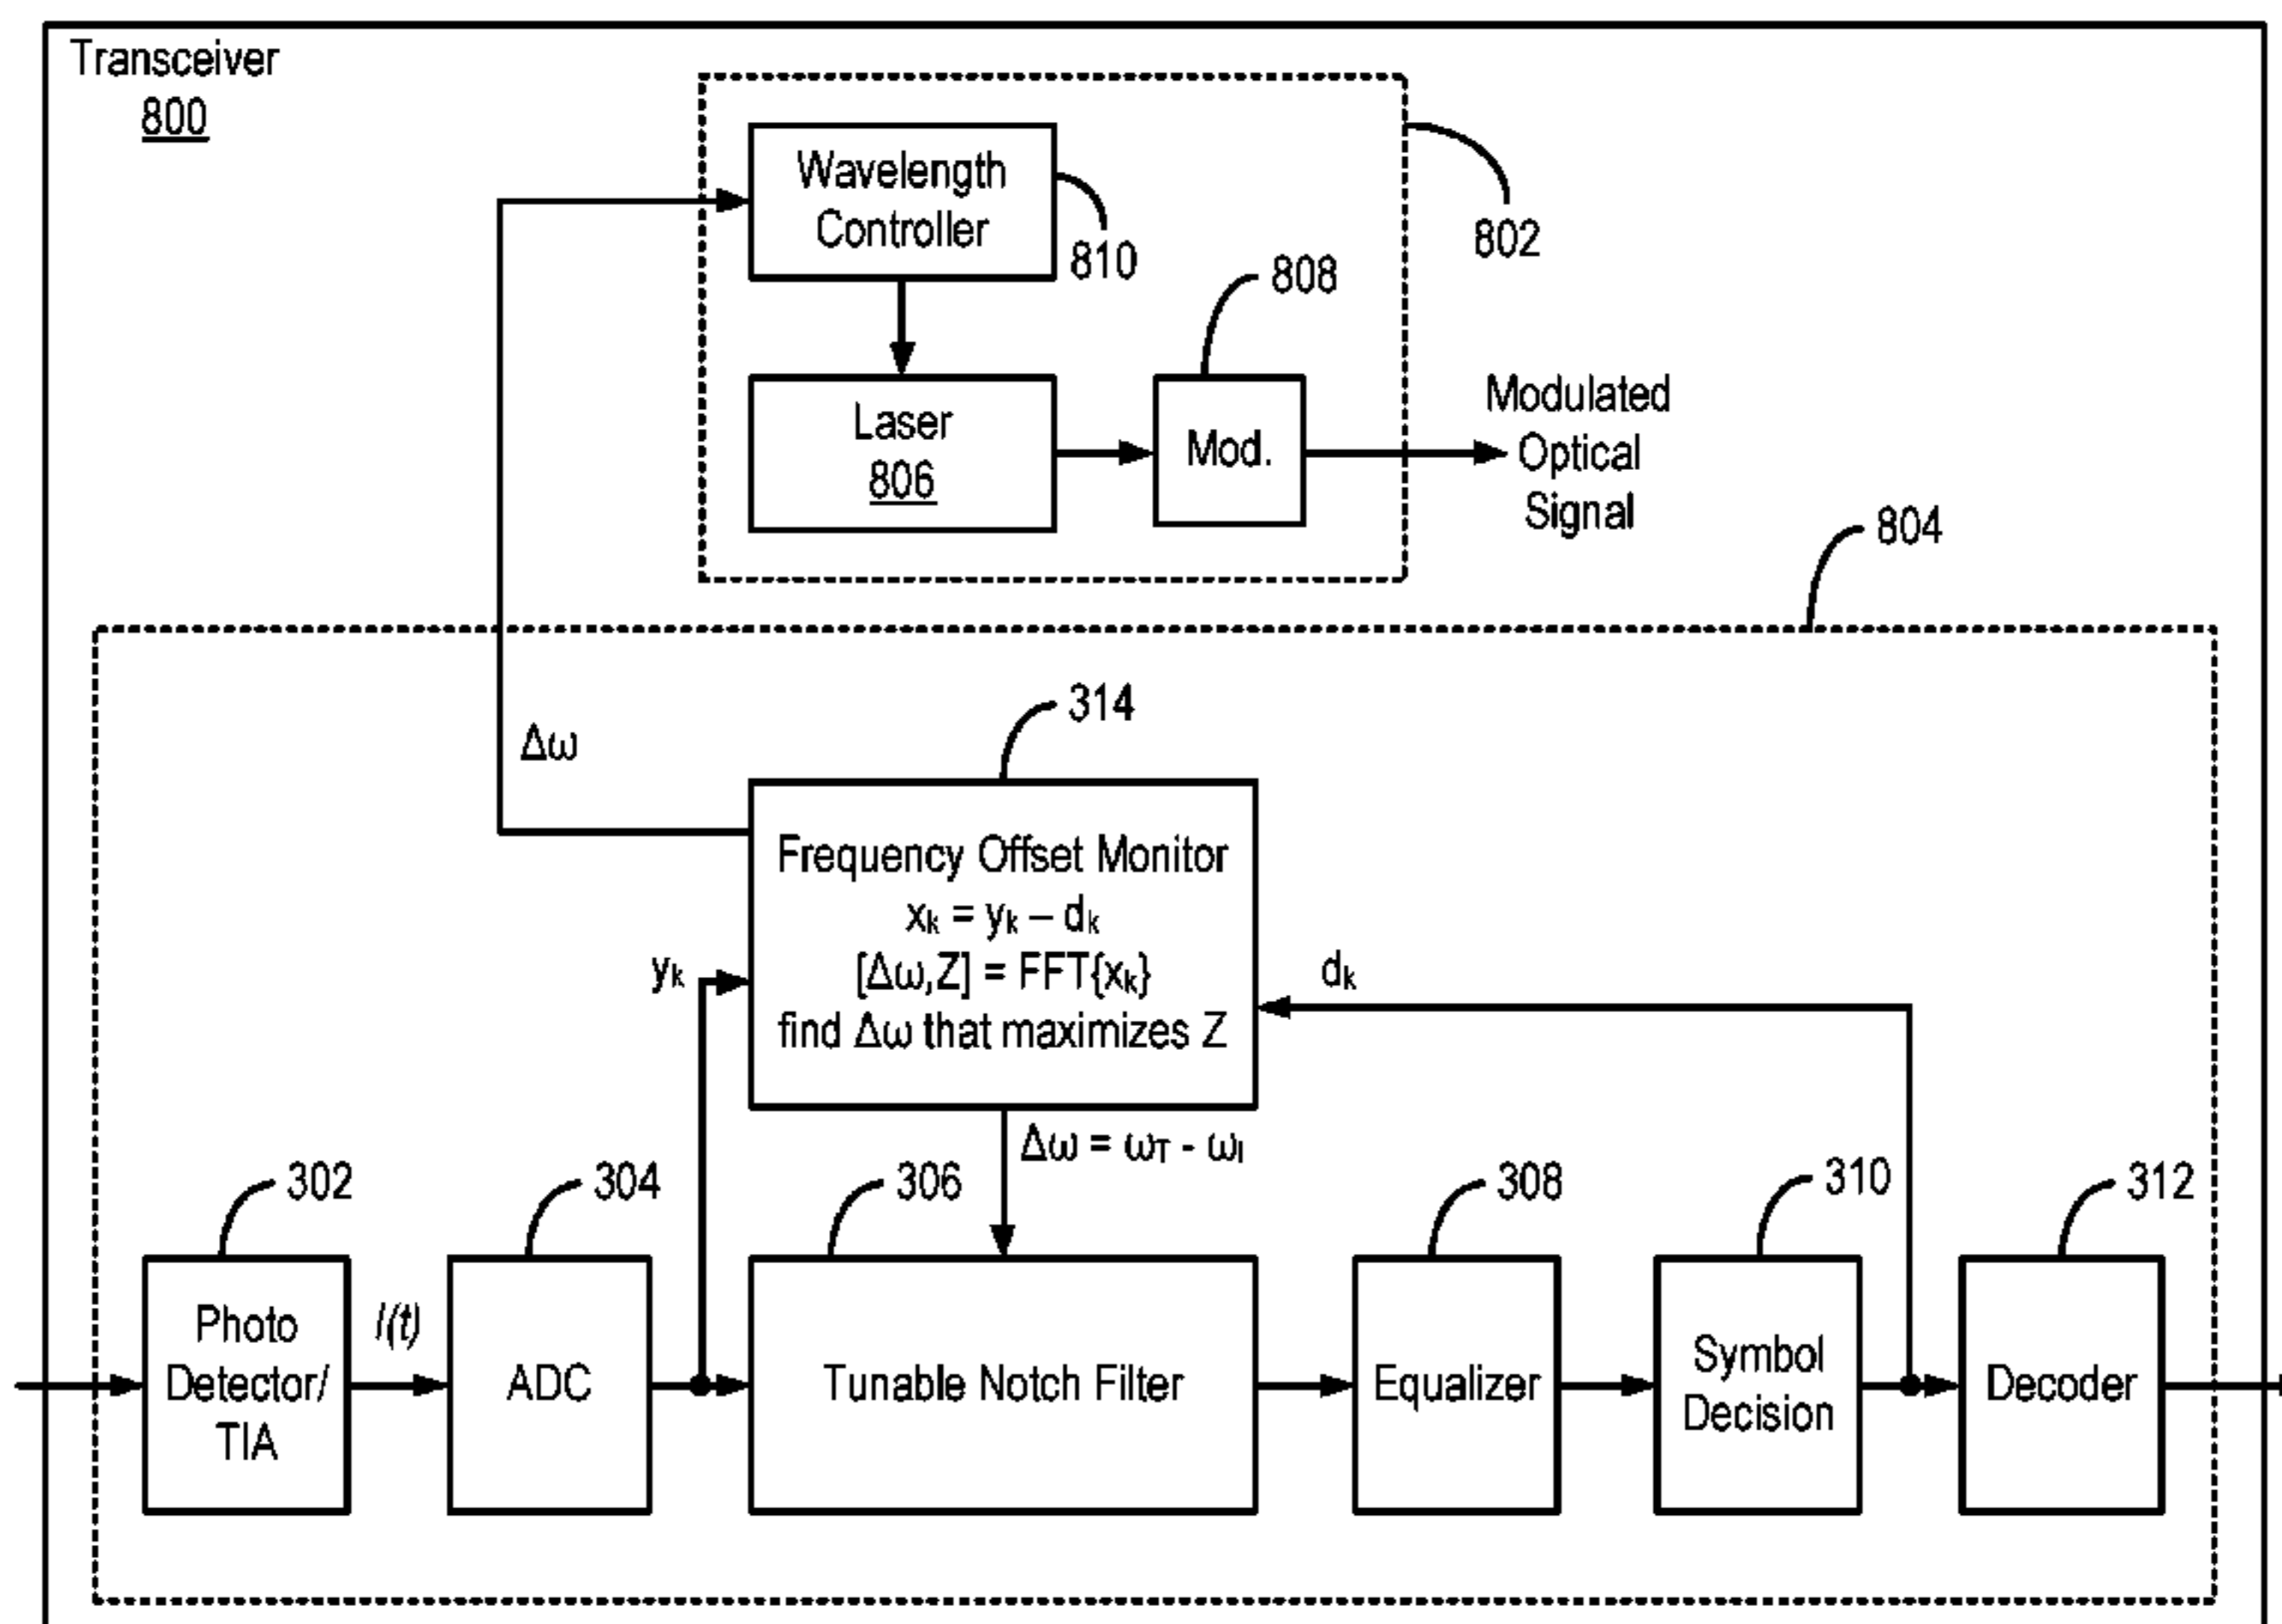 Transceiver
800
Wavelength
Controller
810
802
808
Laser
806
Mod.
Modulated
Optical
Signal
804
Δω
314
Frequency Offset Monitor
xk = yk – dk
[Δω,Z] = FFT{xk}
find Δω that maximizes Z
yk
dk
Δω = ωT - ωI
302
304
306
308
310
312
Photo
Detector/
TIA
I(t)
ADC
Tunable Notch Filter
Equalizer
Symbol
Decision
Decoder